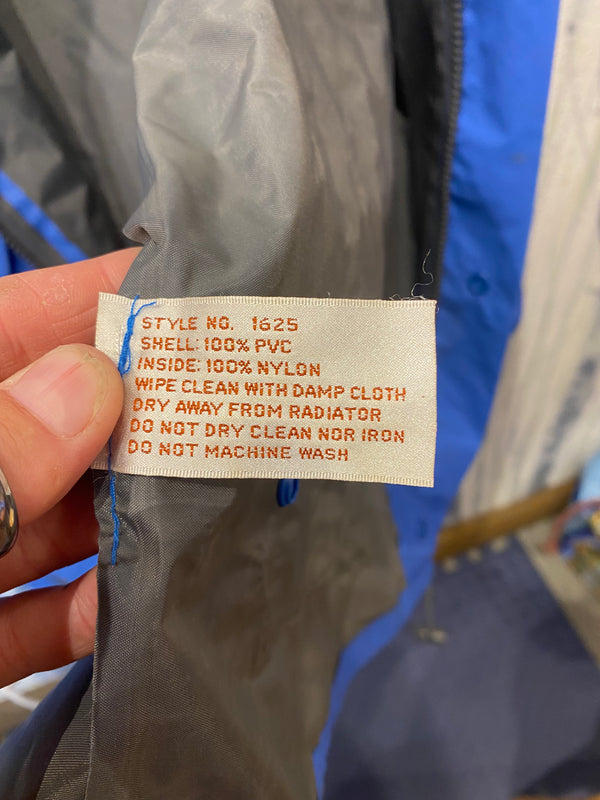 STYLE NO. 1625
SHELL: 100% PVC
INSIDE: 100% NYLON
WIPE CLEAN WITH DAMP CLOTH
DRY AWAY FROM RADIATOR
DO NOT DRY CLEAN NOR IRON
DO NOT MACHINE WASH